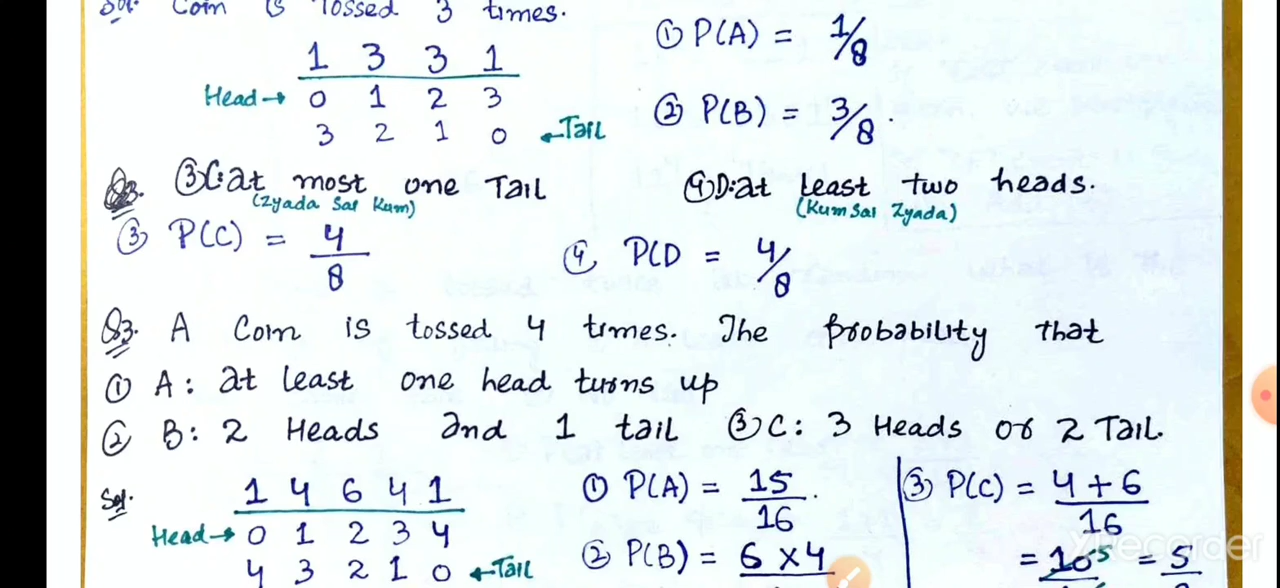 Sol. Coin is Tossed 3 times.
1 3 3 1
Head→ 0 1 2 3
3 2 1 0 ←Tail
① P(A) = 1/8
② P(B) = 3/8.
③ C: at most one Tail
(Zyada Sai Kum)
④ D: at least two heads.
(Kum Sai Zyada)
③ P(C) = 4/8
④ P(D = 4/8
Q3. A Coin is tossed 4 times. The probability that
① A: at least one head turns up
② B: 2 Heads and 1 tail ③ C: 3 Heads or 2 Tail.
Sol. 1 4 6 4 1
Head→ 0 1 2 3 4
4 3 2 1 0 ←Tail
① P(A) = 15/16.
② P(B) = 6 × 4
③ P(C) = 4 + 6/16
= 10 5 = 5
XRecorder